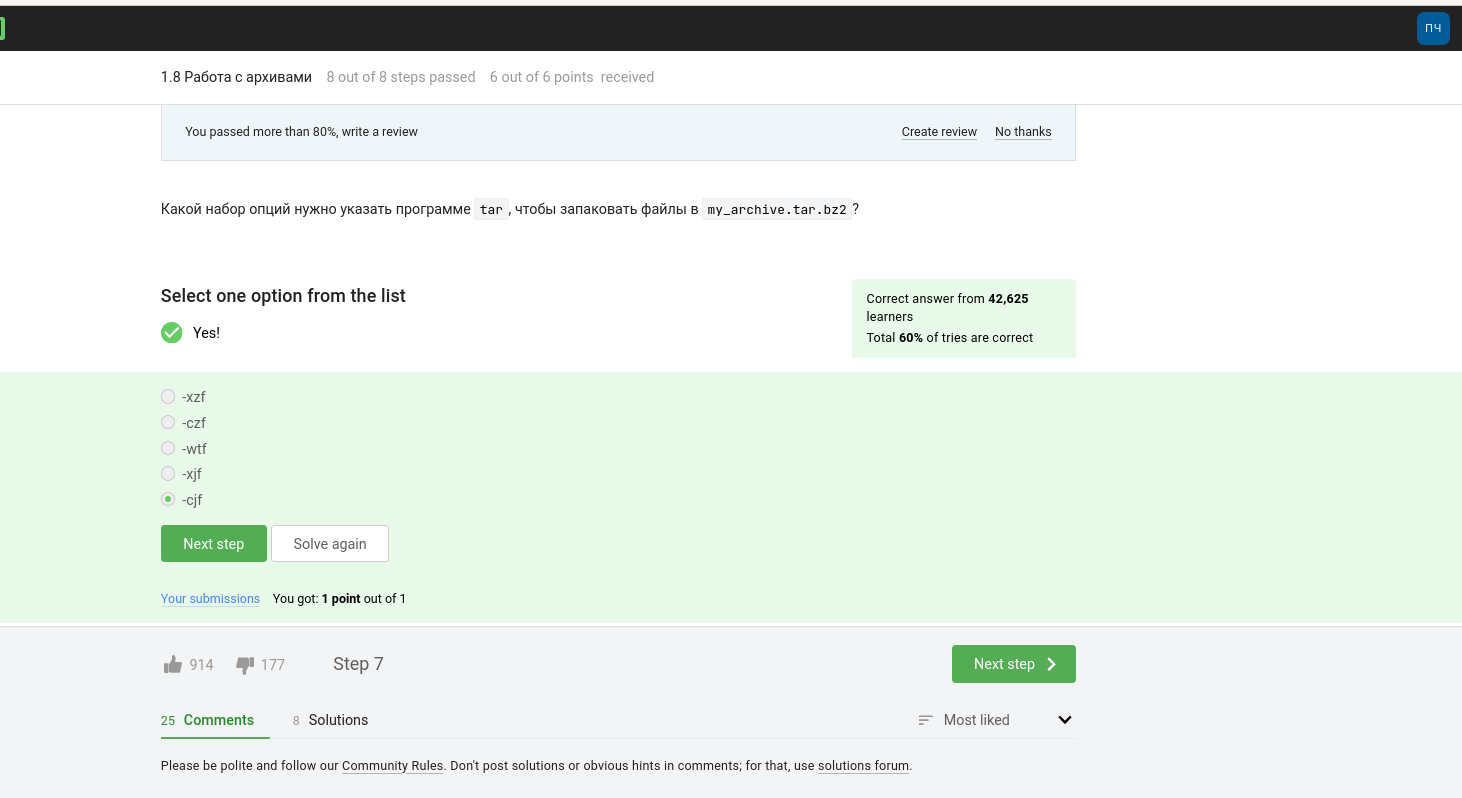 ПЧ
1.8 Работа с архивами 8 out of 8 steps passed 6 out of 6 points received
You passed more than 80%, write a review Create review No thanks
Какой набор опций нужно указать программе tar, чтобы запаковать файлы в my_archive.tar.bz2?
Select one option from the list
Yes!
Correct answer from 42,625
learners
Total 60% of tries are correct
-xzf
-czf
-wtf
-xjf
-cjf
Next step Solve again
Your submissions You got: 1 point out of 1
914 177 Step 7 Next step
25 Comments 8 Solutions Most liked
Please be polite and follow our Community Rules. Don't post solutions or obvious hints in comments; for that, use solutions forum.